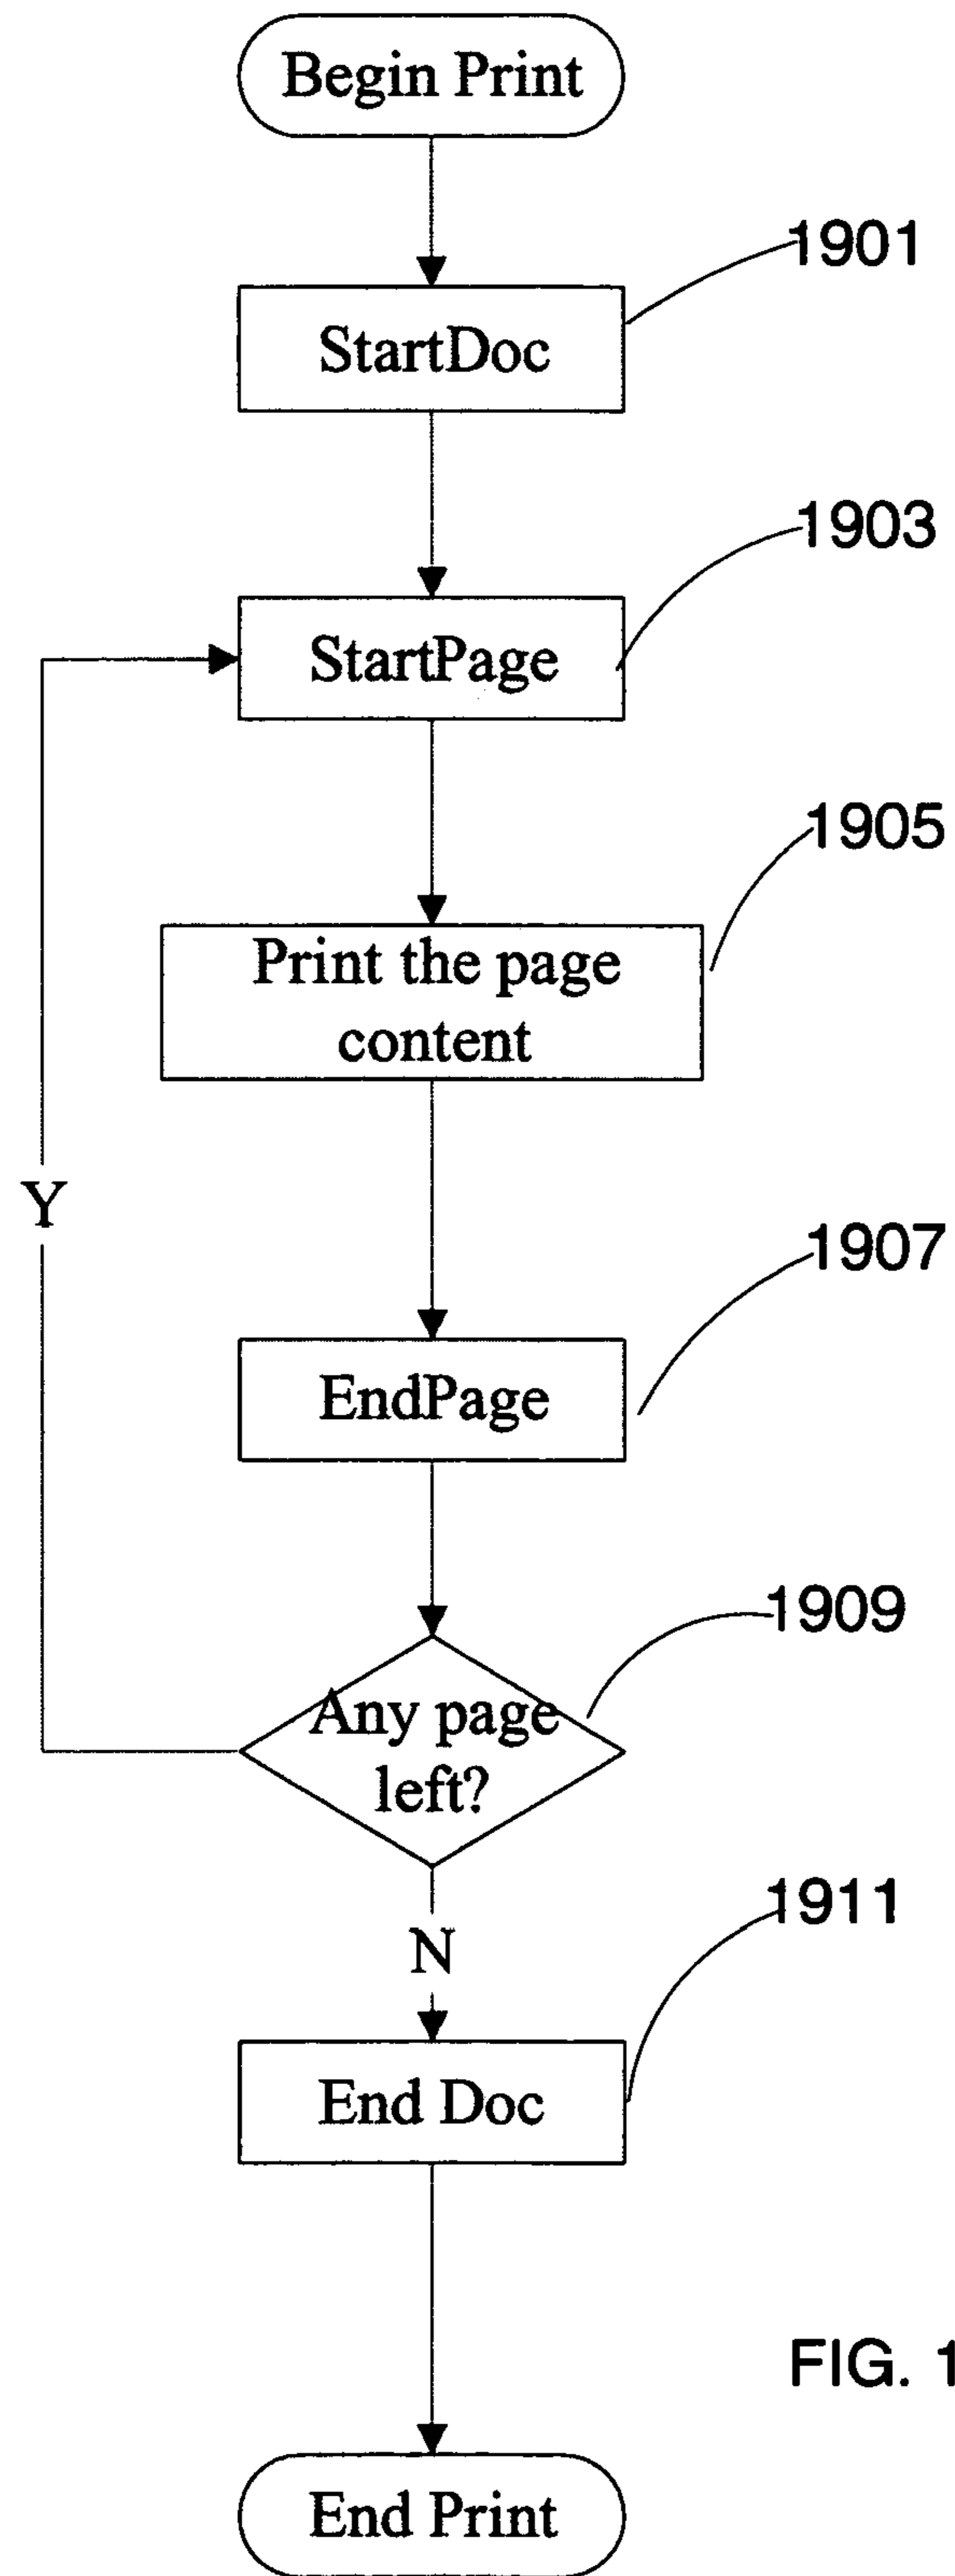 Begin Print
1901
StartDoc
1903
StartPage
1905
Print the page
content
Y
1907
EndPage
1909
Any page
left?
1911
N
End Doc
FIG. 1
End Print